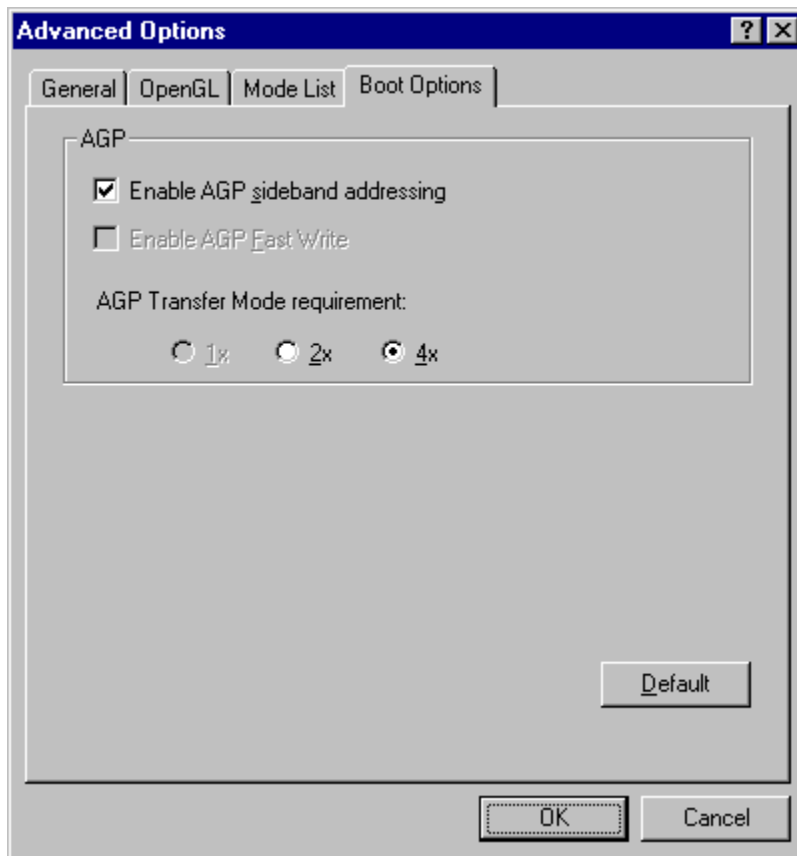 Advanced Options
General OpenGL Mode List Boot Options
AGP
Enable AGP sideband addressing
Enable AGP Fast Write
AGP Transfer Mode requirement:
1x 2x 4x
Default
OK Cancel